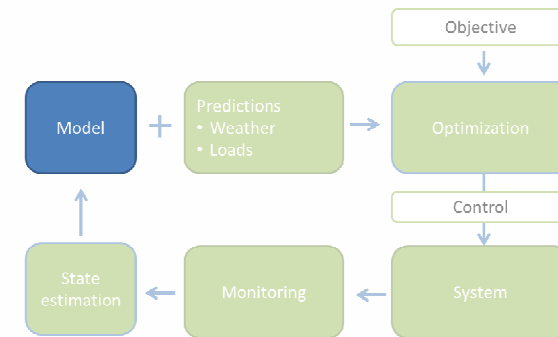 Objective
Model
+
Predictions
• Weather
• Loads
Optimization
Control
State
estimation
Monitoring
System